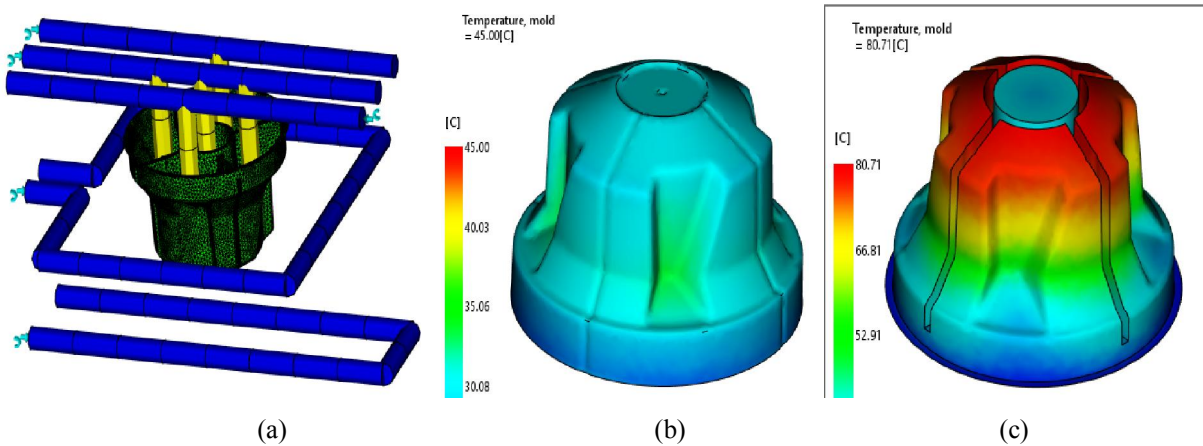 Temperature, mold
= 45.00[C]
[C]
45.00
40.03
35.06
30.08
Temperature, mold
= 80.71[C]
[C]
80.71
66.81
52.91
(a)
(b)
(c)